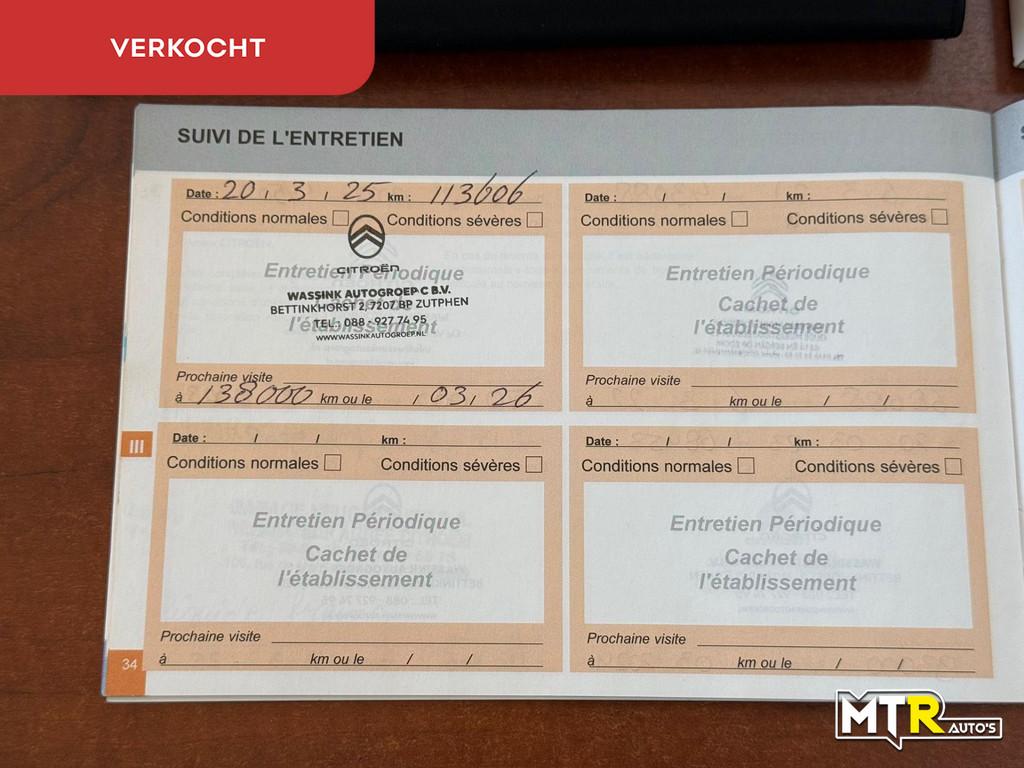 VERKOCHT
SUIVI DE L'ENTRETIEN
Date : 20 / 3 / 25 km : 113606
Conditions normales Conditions sévères
CITROËN
Entretien Périodique
WASSINK AUTOGROEP C B.V.
BETTINKHORST 2, 7207 BP ZUTPHEN
TEL.: 088 - 927 74 95
l'établissement
WWW.WASSINKAUTOGROEP.NL
Prochaine visite
à 138000 km ou le / 03 / 26
Date : / / km :
Conditions normales Conditions sévères
Entretien Périodique
Cachet de
l'établissement
Prochaine visite
à km ou le / /
III
Date : / / km :
Conditions normales Conditions sévères
Entretien Périodique
Cachet de
l'établissement
Prochaine visite
à km ou le / /
Date : / / km :
Conditions normales Conditions sévères
Entretien Périodique
Cachet de
l'établissement
Prochaine visite
à km ou le / /
34
MTR AUTO'S